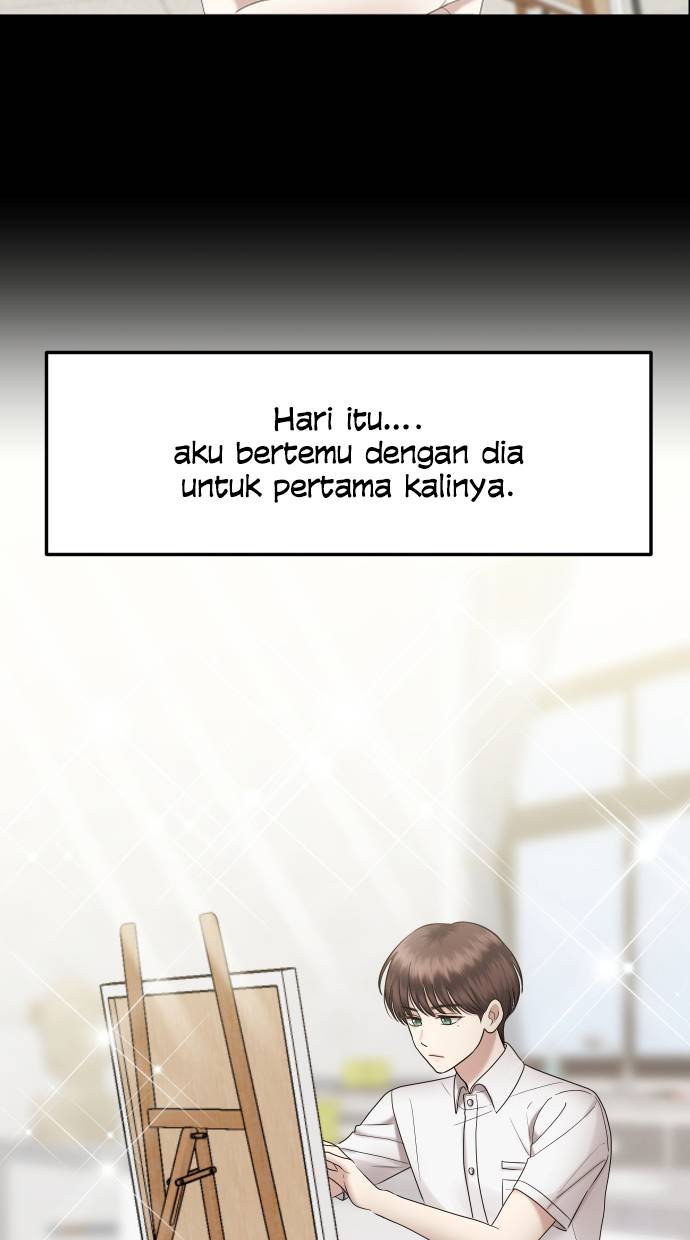 Hari itu....
aku bertemu dengan dia
untuk pertama kalinya.